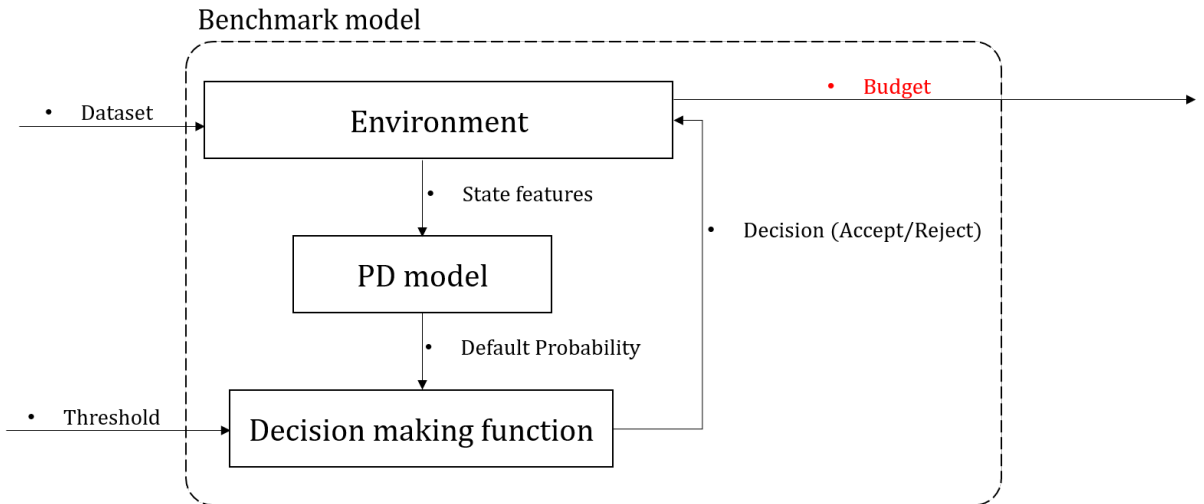 Benchmark model
• Budget
• Dataset
Environment
• State features
• Decision (Accept/Reject)
PD model
• Default Probability
• Threshold
Decision making function